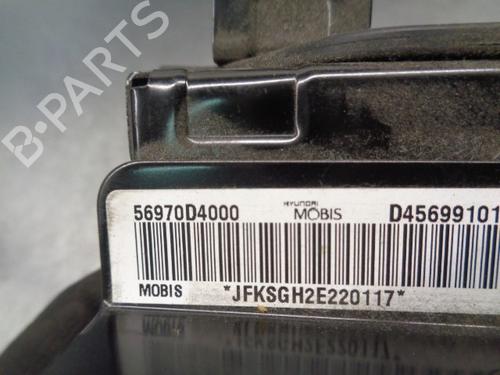 B-PARTS
56970D4000 HYUNDAI MOBIS D45699101
MOBIS *JFKSGH2E220117*